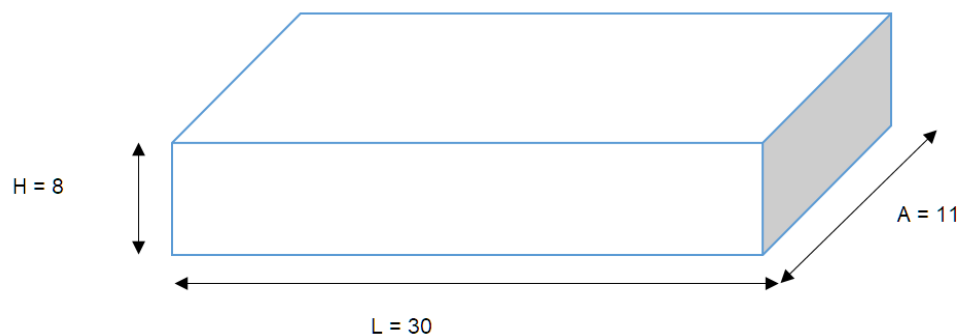 H = 8
A = 11
L = 30